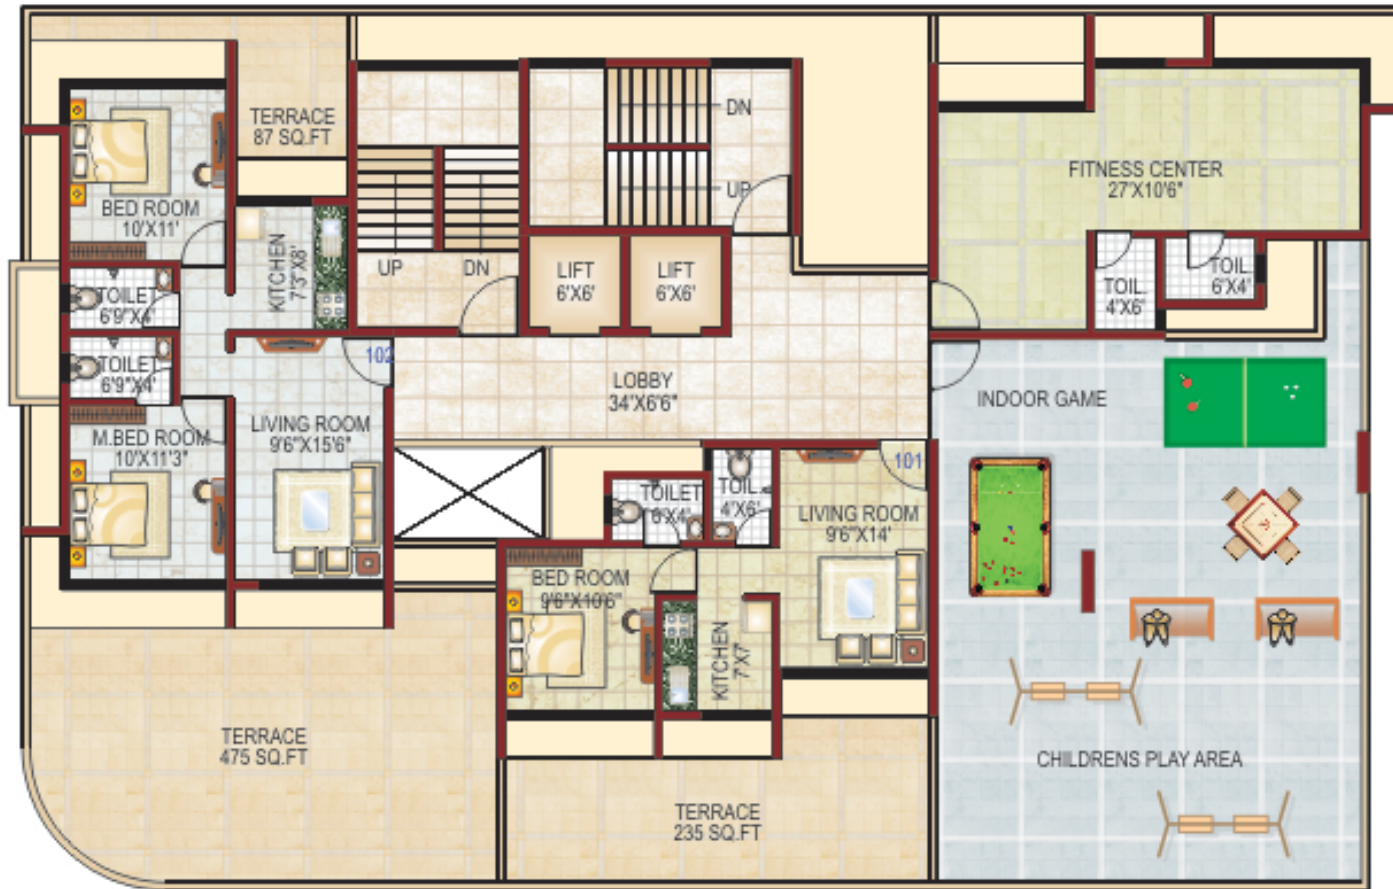 TERRACE
87 SQ.FT
DN
UP
BED ROOM
10'X11'
KITCHEN
7'3"X8'
UP
DN
LIFT
6'X6'
LIFT
6'X6'
FITNESS CENTER
27'X10'6"
TOIL.
4'X6'
TOIL.
6'X4'
TOILET
6'9"X4'
TOILET
6'9"X4'
102
LOBBY
34'X6'6"
INDOOR GAME
M.BED ROOM
10'X11'3"
LIVING ROOM
9'6"X15'6"
TOILET
6'X4'
TOIL.
4'X6'
101
LIVING ROOM
9'6"X14'
BED ROOM
9'6"X10'6"
KITCHEN
7'X7'
TERRACE
475 SQ.FT
TERRACE
235 SQ.FT
CHILDRENS PLAY AREA